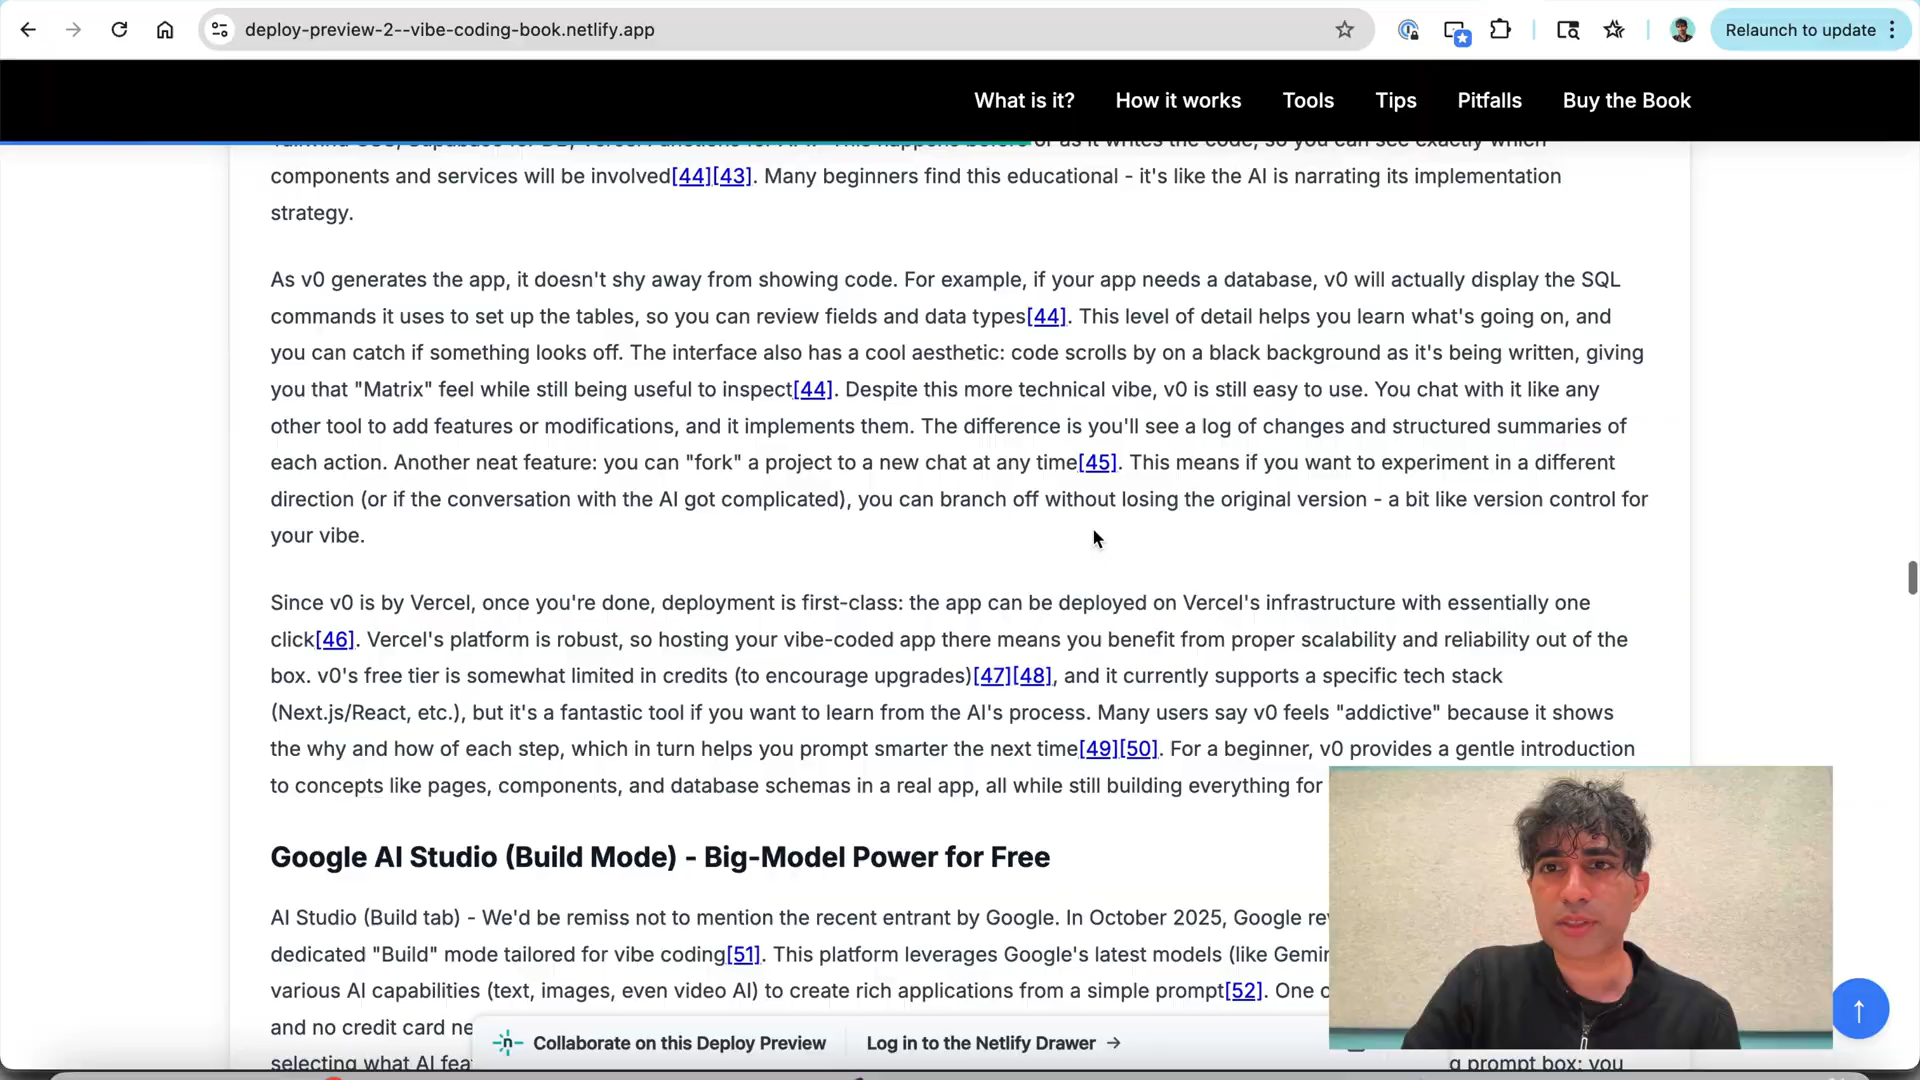 deploy-preview-2--vibe-coding-book.netlify.app
Relaunch to update
What is it?
How it works
Tools
Tips
Pitfalls
Buy the Book
or as it writes the code, so you can see exactly which
components and services will be involved[44][43]. Many beginners find this educational - it's like the AI is narrating its implementation
strategy.
As v0 generates the app, it doesn't shy away from showing code. For example, if your app needs a database, v0 will actually display the SQL
commands it uses to set up the tables, so you can review fields and data types[44]. This level of detail helps you learn what's going on, and
you can catch if something looks off. The interface also has a cool aesthetic: code scrolls by on a black background as it's being written, giving
you that "Matrix" feel while still being useful to inspect[44]. Despite this more technical vibe, v0 is still easy to use. You chat with it like any
other tool to add features or modifications, and it implements them. The difference is you'll see a log of changes and structured summaries of
each action. Another neat feature: you can "fork" a project to a new chat at any time[45]. This means if you want to experiment in a different
direction (or if the conversation with the AI got complicated), you can branch off without losing the original version - a bit like version control for
your vibe.
Since v0 is by Vercel, once you're done, deployment is first-class: the app can be deployed on Vercel's infrastructure with essentially one
click[46]. Vercel's platform is robust, so hosting your vibe-coded app there means you benefit from proper scalability and reliability out of the
box. v0's free tier is somewhat limited in credits (to encourage upgrades)[47][48], and it currently supports a specific tech stack
(Next.js/React, etc.), but it's a fantastic tool if you want to learn from the AI's process. Many users say v0 feels "addictive" because it shows
the why and how of each step, which in turn helps you prompt smarter the next time[49][50]. For a beginner, v0 provides a gentle introduction
to concepts like pages, components, and database schemas in a real app, all while still building everything for
Google AI Studio (Build Mode) - Big-Model Power for Free
AI Studio (Build tab) - We'd be remiss not to mention the recent entrant by Google. In October 2025, Google
dedicated "Build" mode tailored for vibe coding[51]. This platform leverages Google's latest models (like
various AI capabilities (text, images, even video AI) to create rich applications from a simple prompt[52].
and no credit card
selecting what AI
prompt box: you
Collaborate on this Deploy Preview
Log in to the Netlify Drawer →